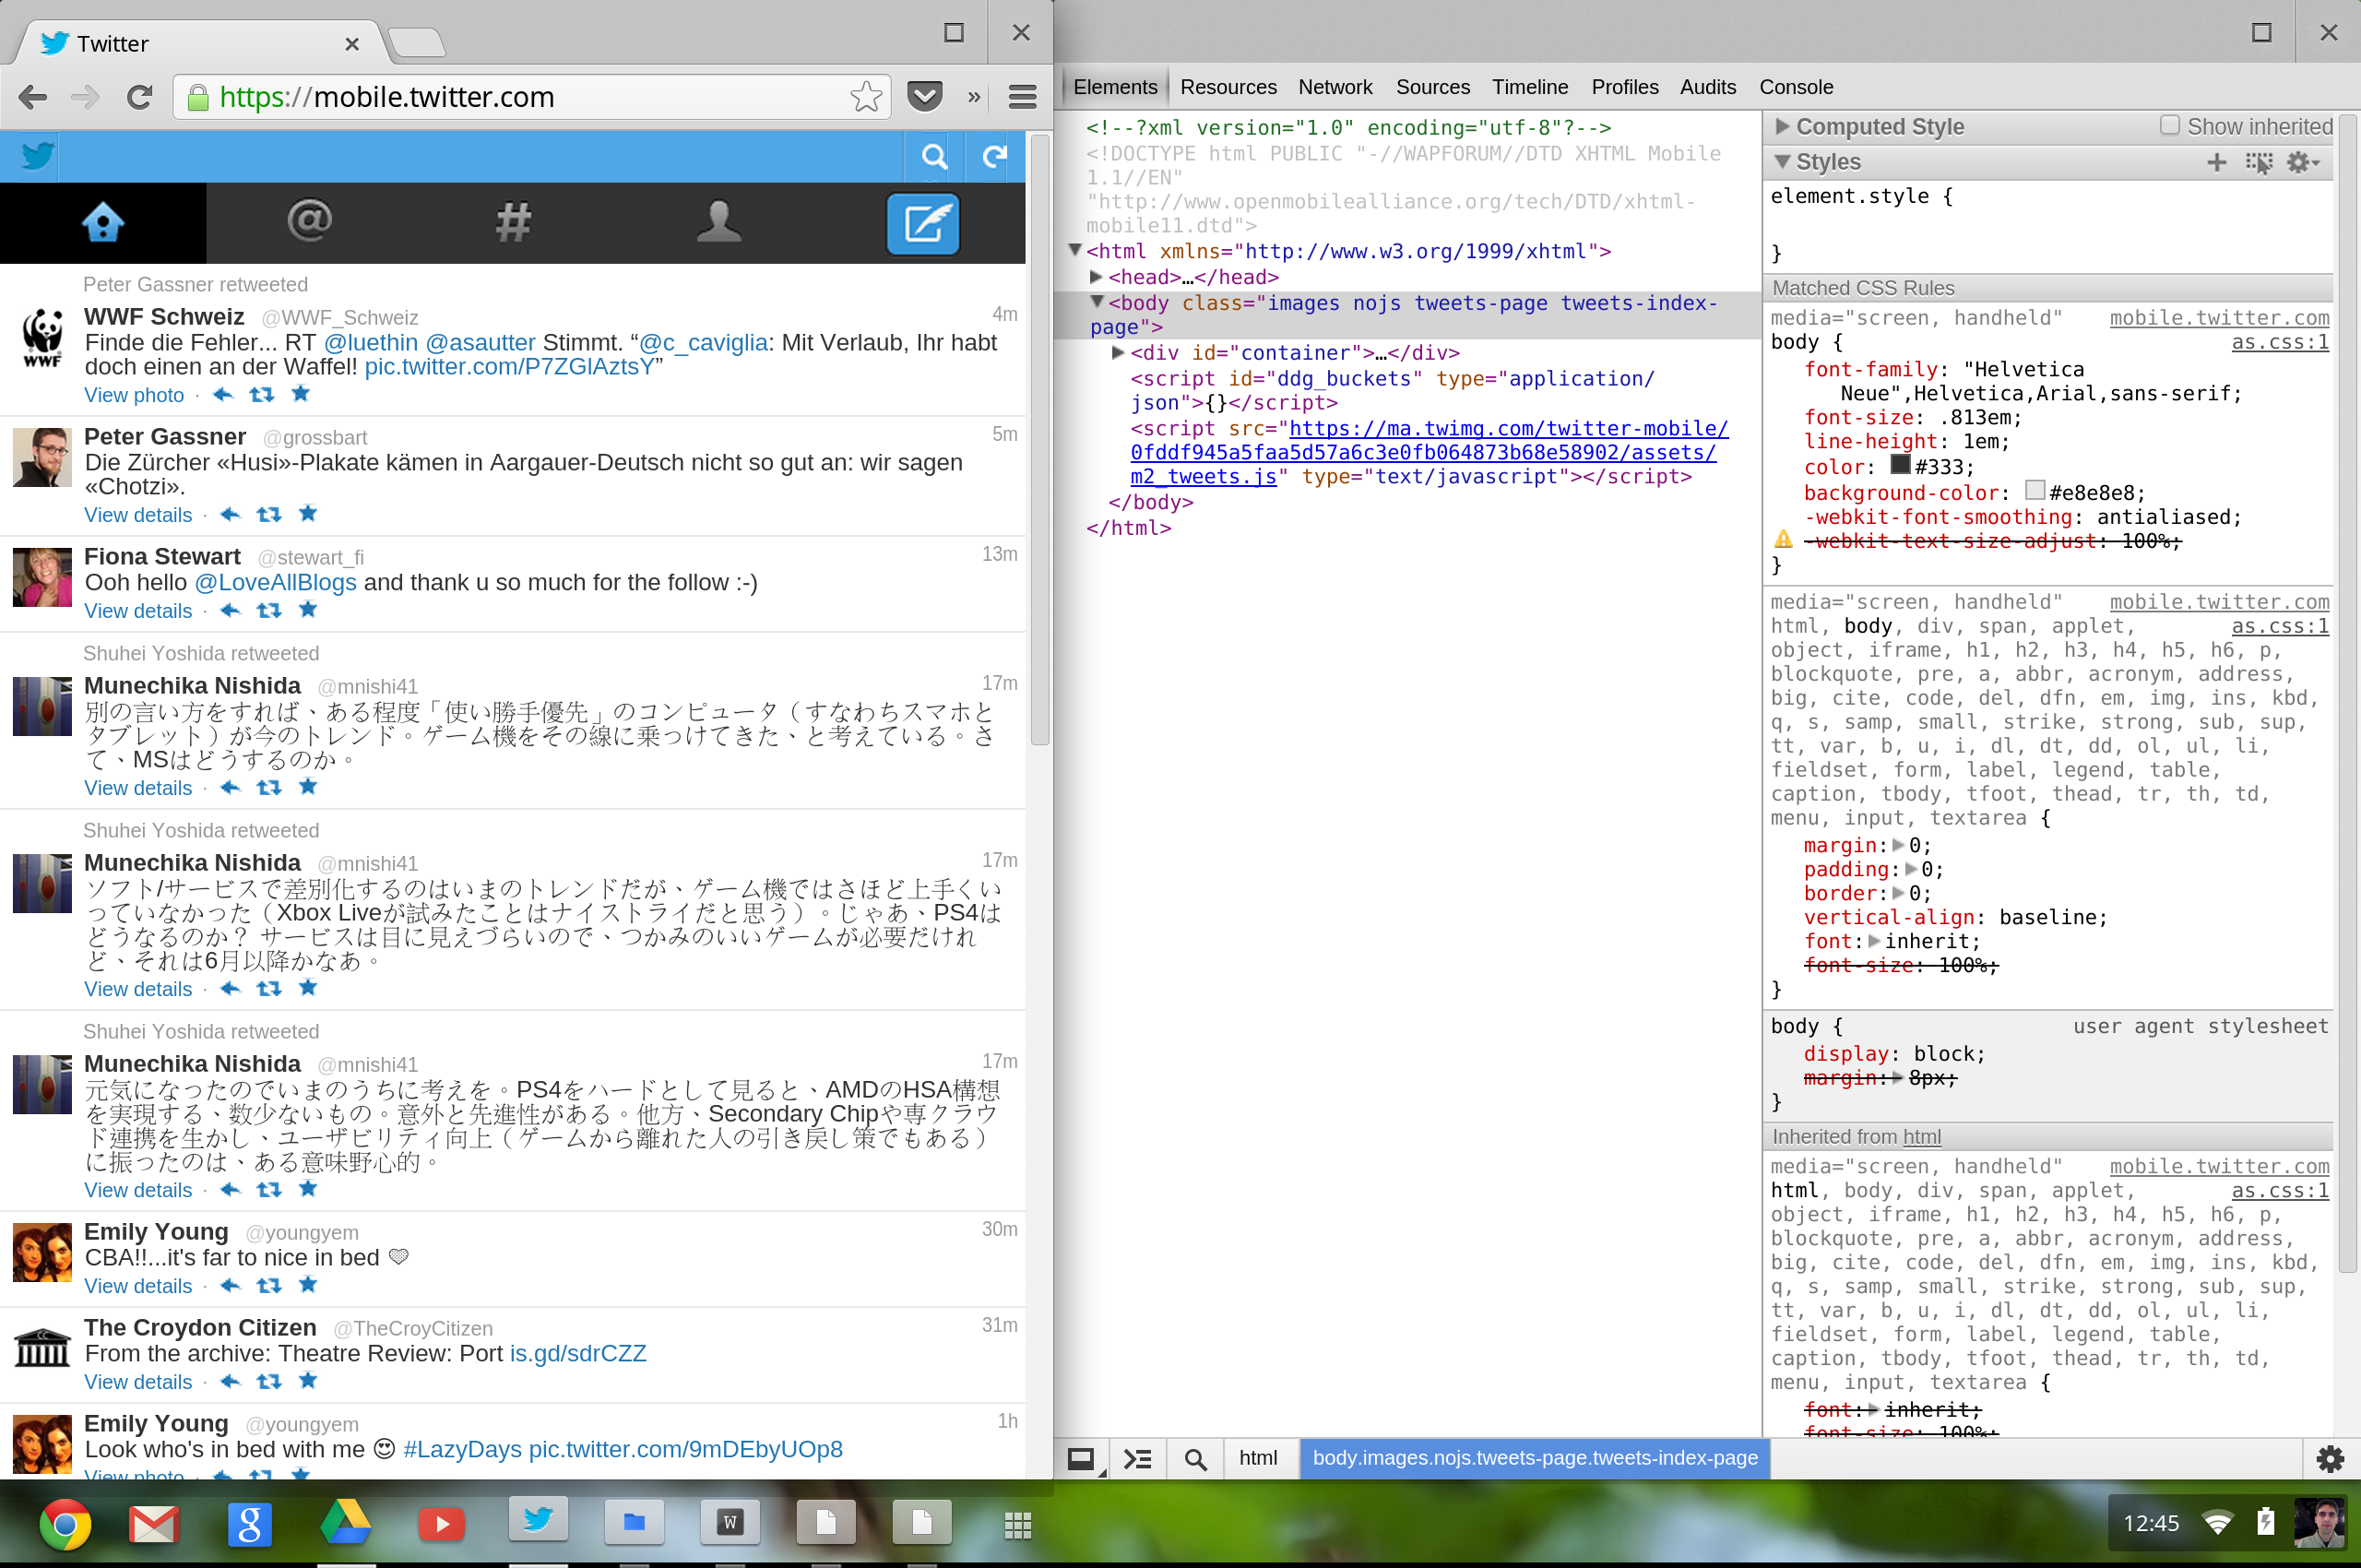 Twitter
https://mobile.twitter.com
@
#
Peter Gassner retweeted
WWF Schweiz @WWF_Schweiz 4m
Finde die Fehler... RT @luethin @asautter Stimmt. “@c_caviglia: Mit Verlaub, Ihr habt
doch einen an der Waffel! pic.twitter.com/P7ZGlAztsY”
View photo ·
WWF
Peter Gassner @grossbart 5m
Die Zürcher «Husi»-Plakate kämen in Aargauer-Deutsch nicht so gut an: wir sagen
«Chotzi».
View details ·
Fiona Stewart @stewart_fi 13m
Ooh hello @LoveAllBlogs and thank u so much for the follow :-)
View details ·
Shuhei Yoshida retweeted
Munechika Nishida @mnishi41 17m
別の言い方をすれば、ある程度「使い勝手優先」のコンピュータ（すなわちスマホと
タブレット）が今のトレンド。ゲーム機をその線に乗っけてきた、と考えている。さ
て、MSはどうするのか。
View details ·
Shuhei Yoshida retweeted
Munechika Nishida @mnishi41 17m
ソフト/サービスで差別化するのはいまのトレンドだが、ゲーム機ではさほど上手くい
っていなかった（Xbox Liveが試みたことはナイストライだと思う）。じゃあ、PS4は
どうなるのか？ サービスは目に見えづらいので、つかみのいいゲームが必要だけれ
ど、それは6月以降かなあ。
View details ·
Shuhei Yoshida retweeted
Munechika Nishida @mnishi41 17m
元気になったのでいまのうちに考えを。PS4をハードとして見ると、AMDのHSA構想
を実現する、数少ないもの。意外と先進性がある。他方、Secondary Chipや専クラウ
ド連携を生かし、ユーザビリティ向上（ゲームから離れた人の引き戻し策でもある）
に振ったのは、ある意味野心的。
View details ·
Emily Young @youngyem 30m
CBA!!...it's far to nice in bed 💛
View details ·
The Croydon Citizen @TheCroyCitizen 31m
From the archive: Theatre Review: Port is.gd/sdrCZZ
View details ·
Emily Young @youngyem 1h
Look who's in bed with me 😍 #LazyDays pic.twitter.com/9mDEbyUOp8
View photo ·
Elements Resources Network Sources Timeline Profiles Audits Console
<!--?xml version="1.0" encoding="utf-8"?-->
<!DOCTYPE html PUBLIC "-//WAPFORUM//DTD XHTML Mobile
1.1//EN"
"http://www.openmobilealliance.org/tech/DTD/xhtml-
mobile11.dtd">
<html xmlns="http://www.w3.org/1999/xhtml">
<head>…</head>
<body class="images nojs tweets-page tweets-index-
page">
<div id="container">…</div>
<script id="ddg_buckets" type="application/
json">{}</script>
<script src="https://ma.twimg.com/twitter-mobile/
0fddf945a5faa5d57a6c3e0fb064873b68e58902/assets/
m2_tweets.js" type="text/javascript"></script>
</body>
</html>
Computed Style Show inherited
Styles
element.style {
}
Matched CSS Rules
media="screen, handheld" mobile.twitter.com
body { as.css:1
font-family: "Helvetica
Neue",Helvetica,Arial,sans-serif;
font-size: .813em;
line-height: 1em;
color: #333;
background-color: #e8e8e8;
-webkit-font-smoothing: antialiased;
-webkit-text-size-adjust: 100%;
}
media="screen, handheld" mobile.twitter.com
html, body, div, span, applet, as.css:1
object, iframe, h1, h2, h3, h4, h5, h6, p,
blockquote, pre, a, abbr, acronym, address,
big, cite, code, del, dfn, em, img, ins, kbd,
q, s, samp, small, strike, strong, sub, sup,
tt, var, b, u, i, dl, dt, dd, ol, ul, li,
fieldset, form, label, legend, table,
caption, tbody, tfoot, thead, tr, th, td,
menu, input, textarea {
margin: 0;
padding: 0;
border: 0;
vertical-align: baseline;
font: inherit;
font-size: 100%;
}
body { user agent stylesheet
display: block;
margin: 8px;
}
Inherited from html
media="screen, handheld" mobile.twitter.com
html, body, div, span, applet, as.css:1
object, iframe, h1, h2, h3, h4, h5, h6, p,
blockquote, pre, a, abbr, acronym, address,
big, cite, code, del, dfn, em, img, ins, kbd,
q, s, samp, small, strike, strong, sub, sup,
tt, var, b, u, i, dl, dt, dd, ol, ul, li,
fieldset, form, label, legend, table,
caption, tbody, tfoot, thead, tr, th, td,
menu, input, textarea {
font: inherit;
font-size: 100%;
html body.images.nojs.tweets-page.tweets-index-page
g
W
12:45